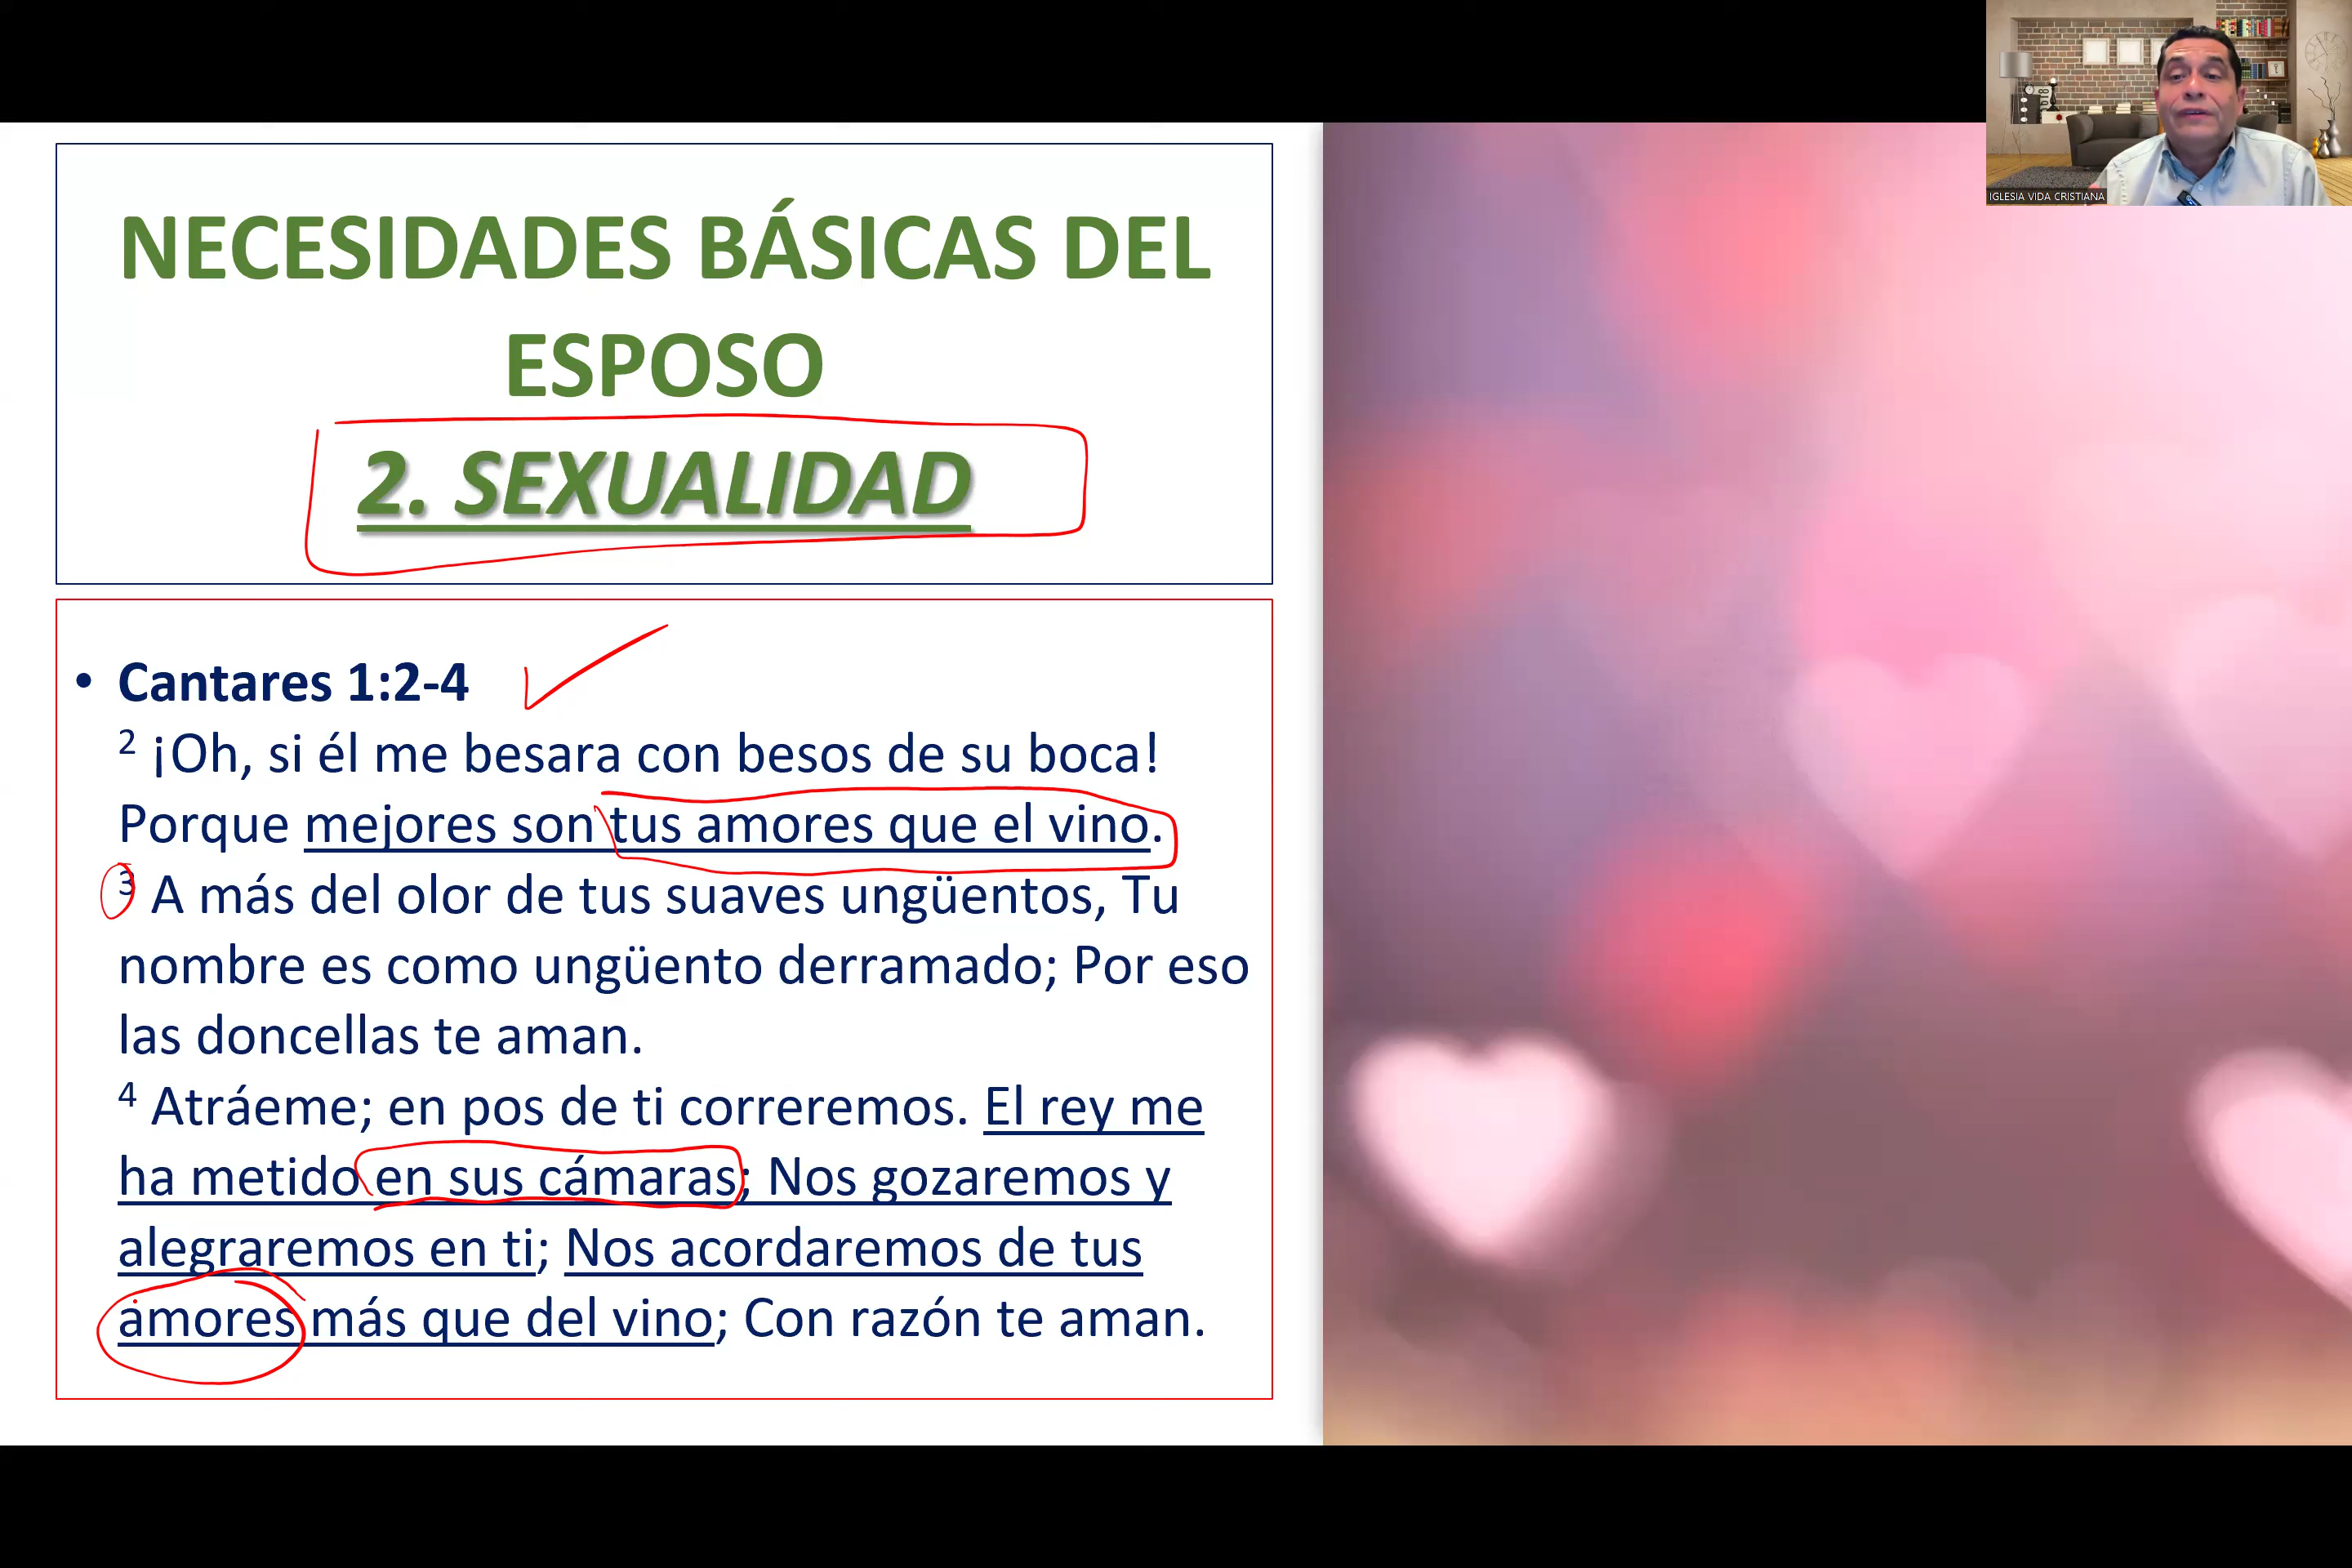 IGLESIA VIDA CRISTIANA
NECESIDADES BÁSICAS DEL
ESPOSO
2. SEXUALIDAD
• Cantares 1:2-4
2 ¡Oh, si él me besara con besos de su boca!
Porque mejores son tus amores que el vino.
3 A más del olor de tus suaves ungüentos, Tu
nombre es como ungüento derramado; Por eso
las doncellas te aman.
4 Atráeme; en pos de ti correremos. El rey me
ha metido en sus cámaras; Nos gozaremos y
alegraremos en ti; Nos acordaremos de tus
amores más que del vino; Con razón te aman.